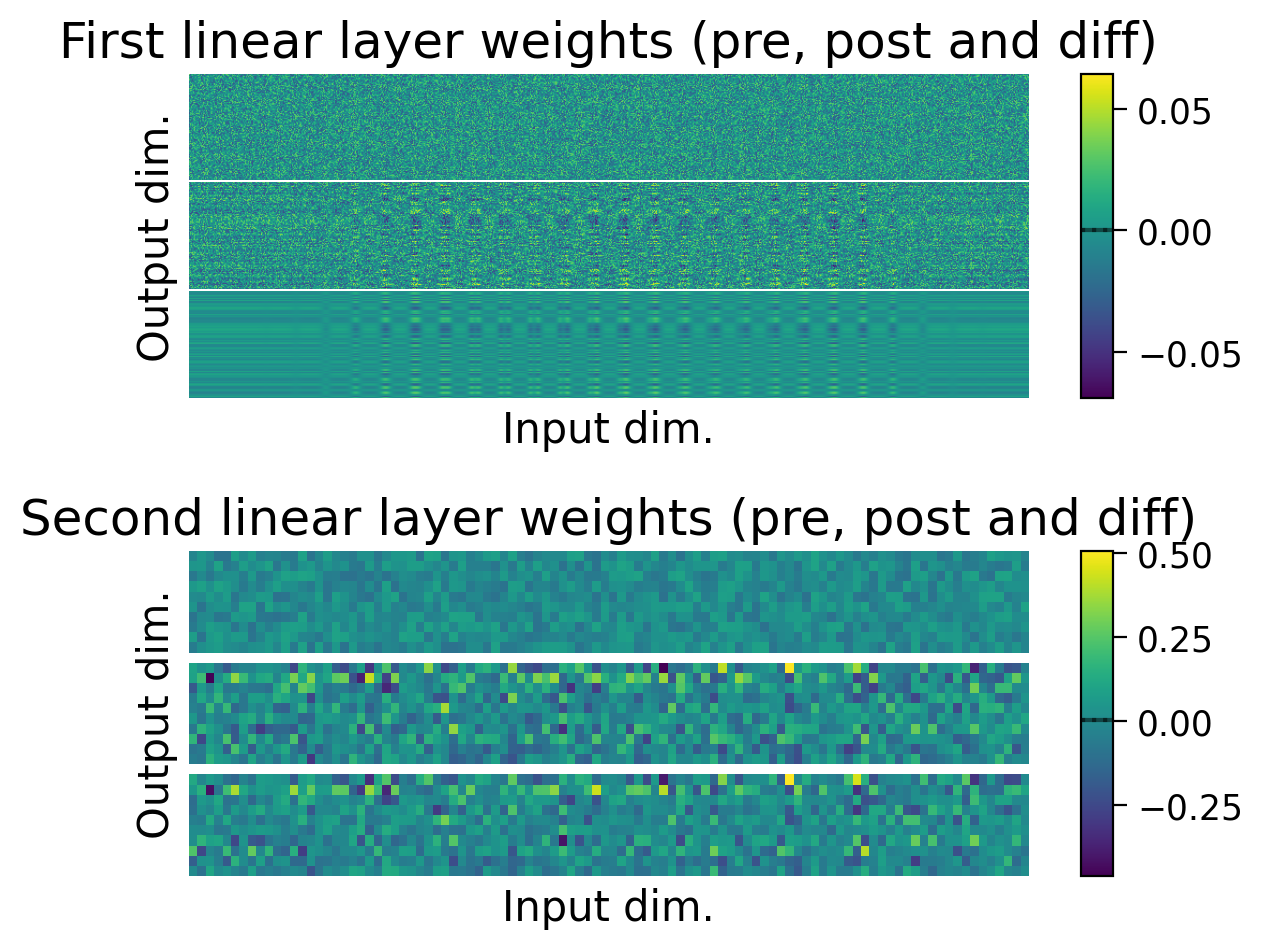 First linear layer weights (pre, post and diff)
Output dim.
0.05
0.00
−0.05
Input dim.
Second linear layer weights (pre, post and diff)
Output dim.
0.50
0.25
0.00
−0.25
Input dim.